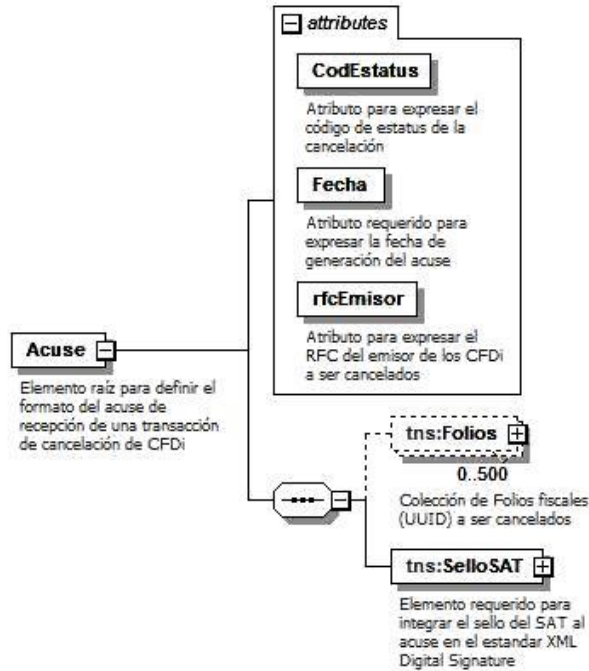 attributes
CodEstatus
Atributo para expresar el
código de estatus de la
cancelación
Fecha
Atributo requerido para
expresar la fecha de
generación del acuse
rfcEmisor
Atributo para expresar el
RFC del emisor de los CFDi
a ser cancelados
Acuse
Elemento raíz para definir el
formato del acuse de
recepción de una transacción
de cancelación de CFDi
tns:Folios
0..500
Colección de Folios fiscales
(UUID) a ser cancelados
tns:SelloSAT
Elemento requerido para
integrar el sello del SAT al
acuse en el estandar XML
Digital Signature